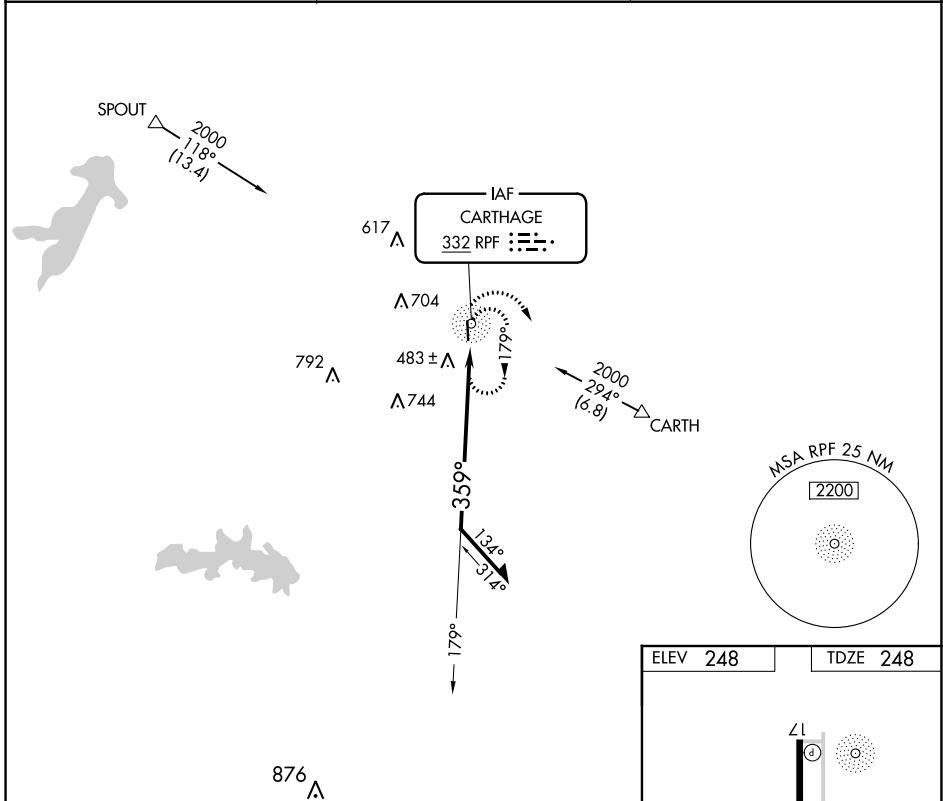 SPOUT
2000
118°
(13.4)
IAF
CARTHAGE
332 RPF
617
704
483 ±
179°
792
744
2000
294°
(6.8)
CARTH
359°
134°
314°
179°
MSA RPF 25 NM
2200
ELEV 248
TDZE 248
17
P
876